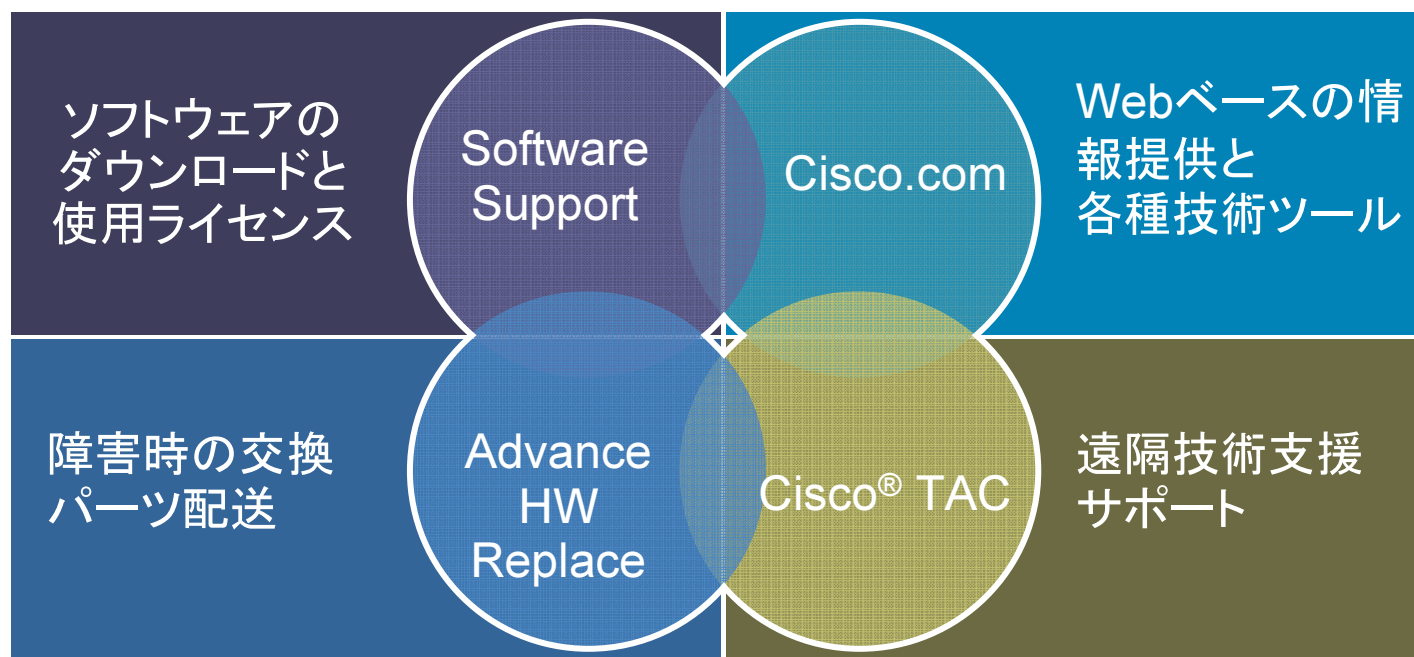 ソフトウェアの
ダウンロードと
使用ライセンス
Software
Support
Cisco.com
Webベースの情
報提供と
各種技術ツール
障害時の交換
パーツ配送
Advance
HW
Replace
Cisco® TAC
遠隔技術支援
サポート